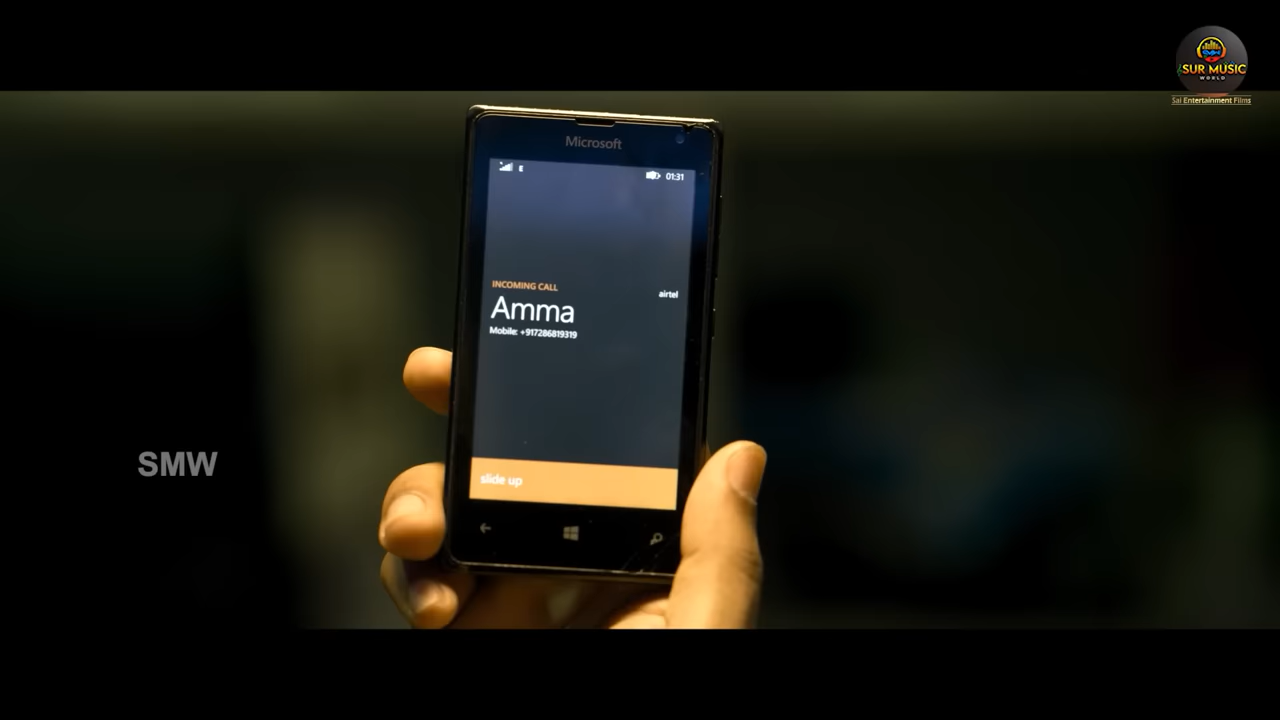 SUR MUSIC
WORLD
Sai Entertainment Films
Microsoft
E
01:31
INCOMING CALL
airtel
Amma
Mobile: +917286819319
slide up
SMW